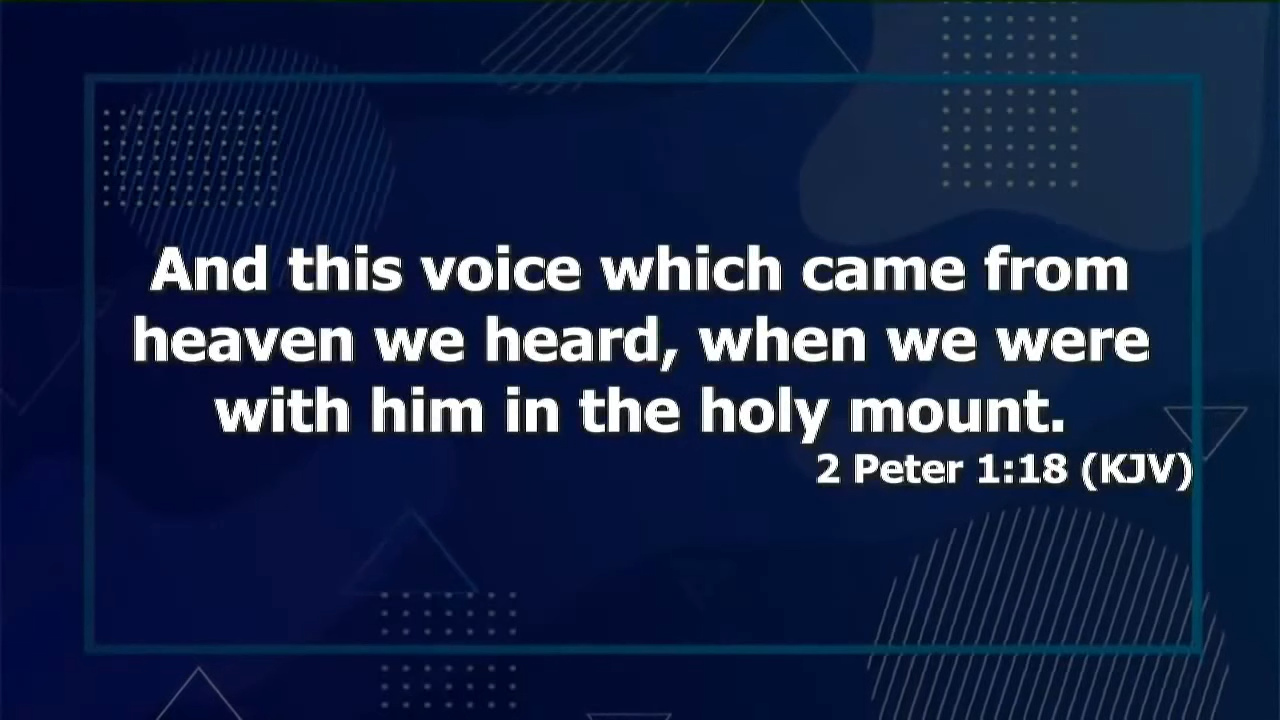 And this voice which came from
heaven we heard, when we were
with him in the holy mount.
2 Peter 1:18 (KJV)